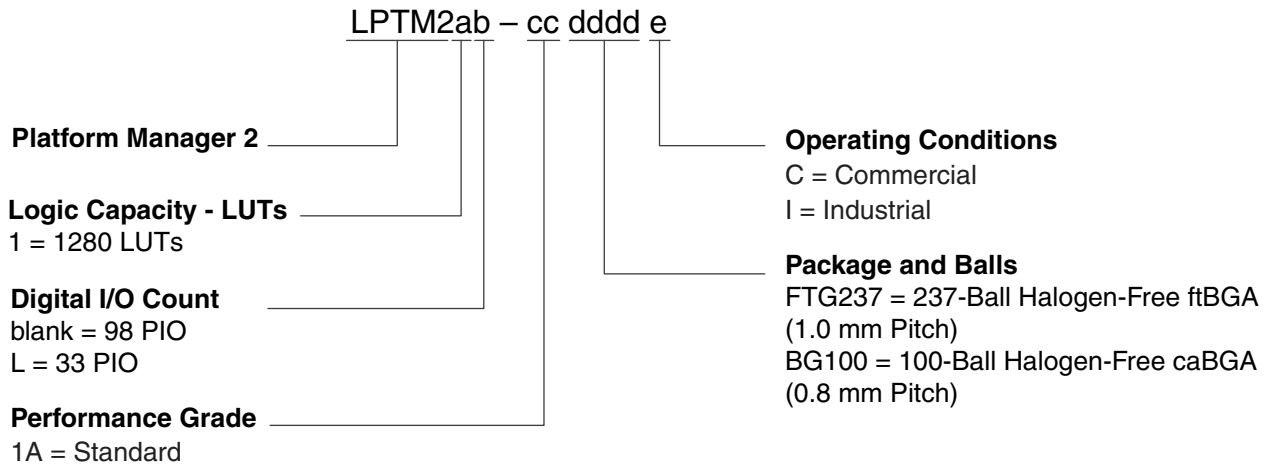 LPTM2ab – cc dddd e
Platform Manager 2
Logic Capacity - LUTs
1 = 1280 LUTs
Digital I/O Count
blank = 98 PIO
L = 33 PIO
Performance Grade
1A = Standard
Operating Conditions
C = Commercial
I = Industrial
Package and Balls
FTG237 = 237-Ball Halogen-Free ftBGA
(1.0 mm Pitch)
BG100 = 100-Ball Halogen-Free caBGA
(0.8 mm Pitch)